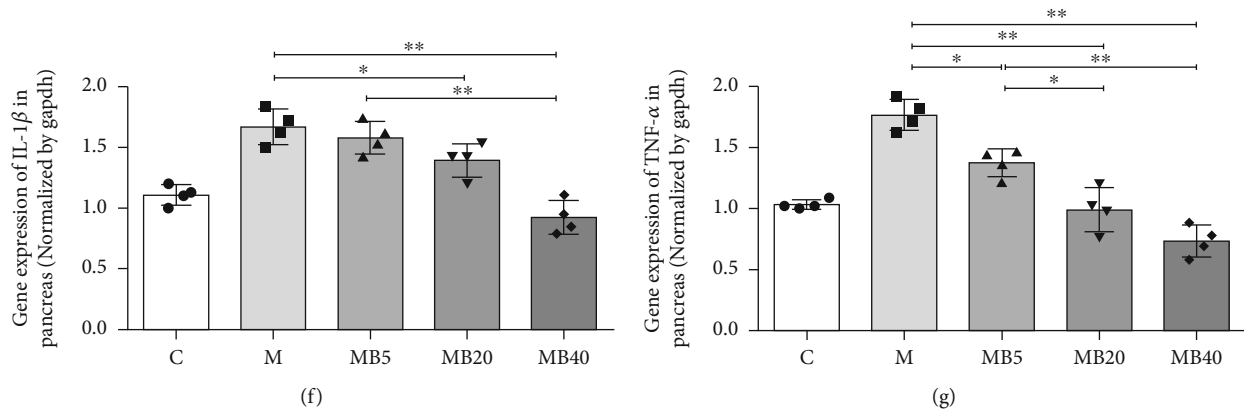 Gene expression of IL-1β in
pancreas (Normalized by gapdh)
2.0
1.5
1.0
0.5
0.0
**
*
**
C M MB5 MB20 MB40
(f)
Gene expression of TNF-α in
pancreas (Normalized by gapdh)
2.0
1.5
1.0
0.5
0.0
**
**
* **
*
C M MB5 MB20 MB40
(g)